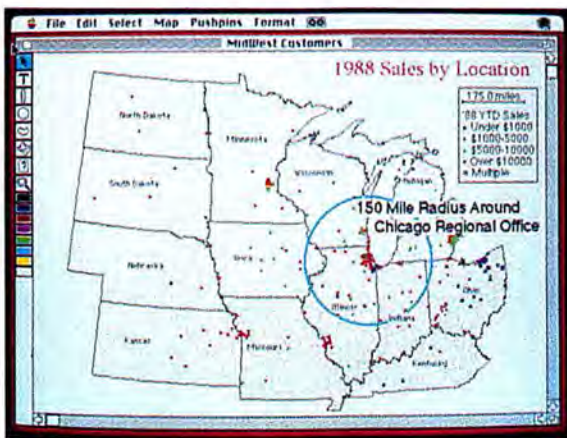 File Edit Select Map Pushpins Format GO
MidWest Customers
1988 Sales by Location
175.0 miles
'88 YTD Sales
Under $1000
$1000-5000
$5000-10000
Over $10000
Multiple
North Dakota
Minnesota
South Dakota
Wisconsin
Michigan
150 Mile Radius Around
Chicago Regional Office
Nebraska
Iowa
Illinois
Indiana
Ohio
Kansas
Missouri
Kentucky
T